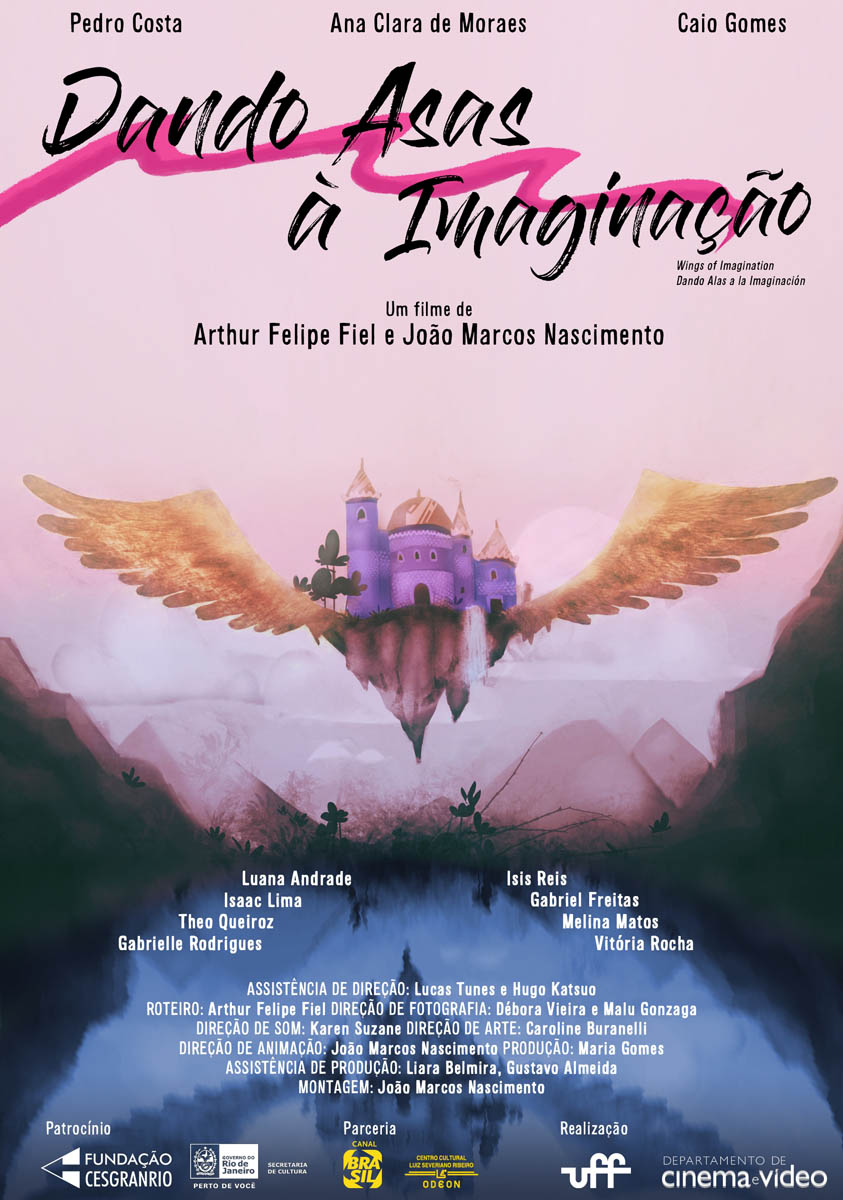 Pedro Costa Ana Clara de Moraes Caio Gomes
Dando Asas
à Imaginação
Wings of Imagination
Dando Alas a la Imaginación
Um filme de
Arthur Felipe Fiel e João Marcos Nascimento
Luana Andrade
Isaac Lima
Theo Queiroz
Gabrielle Rodrigues
Isis Reis
Gabriel Freitas
Melina Matos
Vitória Rocha
ASSISTÊNCIA DE DIREÇÃO: Lucas Tunes e Hugo Katsuo
ROTEIRO: Arthur Felipe Fiel DIREÇÃO DE FOTOGRAFIA: Débora Vieira e Malu Gonzaga
DIREÇÃO DE SOM: Karen Suzane DIREÇÃO DE ARTE: Caroline Buranelli
DIREÇÃO DE ANIMAÇÃO: João Marcos Nascimento PRODUÇÃO: Maria Gomes
ASSISTÊNCIA DE PRODUÇÃO: Liara Belmira, Gustavo Almeida
MONTAGEM: João Marcos Nascimento
Patrocínio
FUNDAÇÃO
CESGRANRIO
GOVERNO DO
Rio de
Janeiro
PERTO DE VOCÊ
SECRETARIA
DE CULTURA
Parceria
CANAL
BRA
SIL
CENTRO CULTURAL
LUIZ SEVERIANO RIBEIRO
LS
ODEON
Realização
uff
DEPARTAMENTO DE
cinema e vídeo